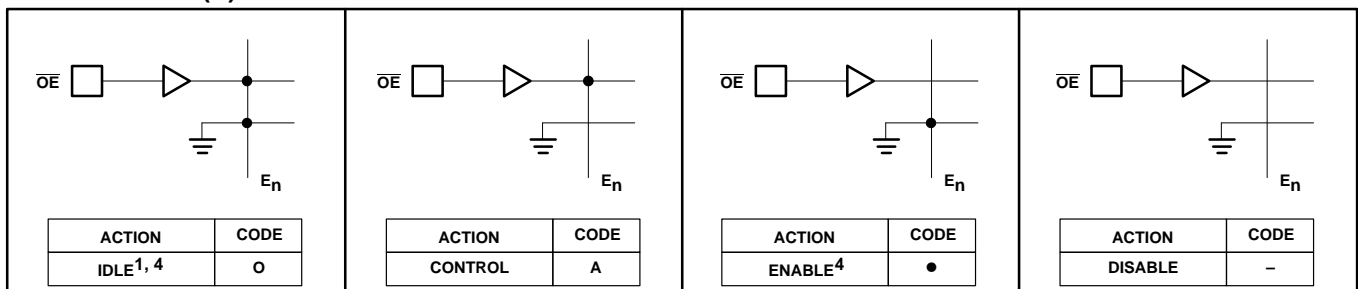 OE
En
ACTION CODE
IDLE1, 4 O
OE
En
ACTION CODE
CONTROL A
OE
En
ACTION CODE
ENABLE4 ●
OE
En
ACTION CODE
DISABLE –